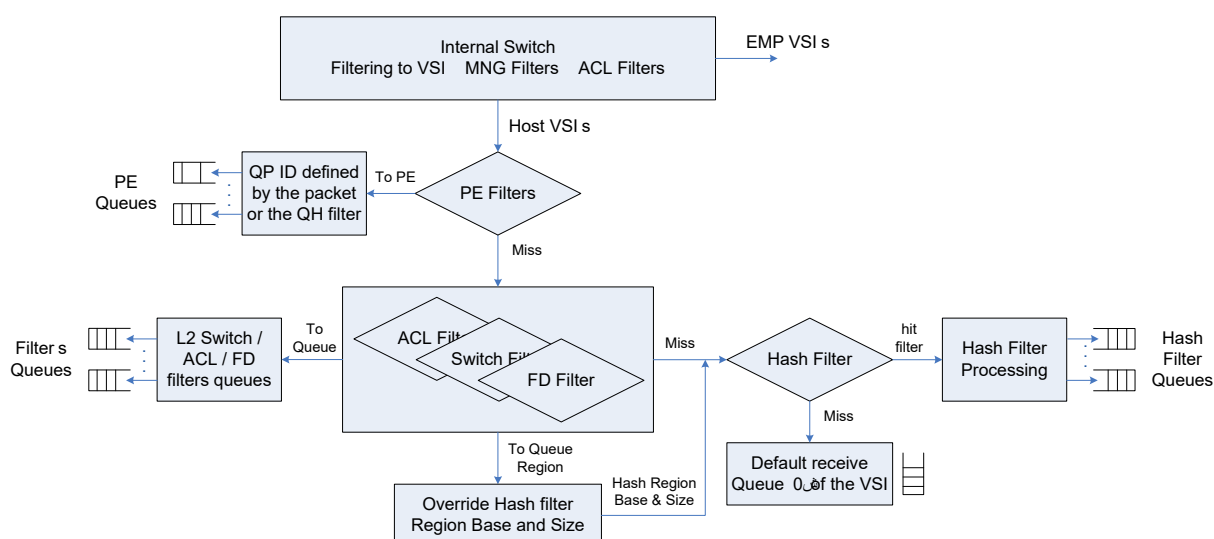 Internal Switch
Filtering to VSI MNG Filters ACL Filters
EMP VSI s
Host VSI s
PE
Queues
QP ID defined
by the packet
or the QH filter
To PE
PE Filters
Miss
Filter s
Queues
L2 Switch /
ACL / FD
filters queues
To
Queue
ACL Filt
Switch Fil
FD Filter
Miss
Hash Filter
hit
filter
Hash Filter
Processing
Hash
Filter
Queues
Miss
Default receive
Queue 0 of the VSI
To Queue
Region
Override Hash filter
Region Base and Size
Hash Region
Base & Size